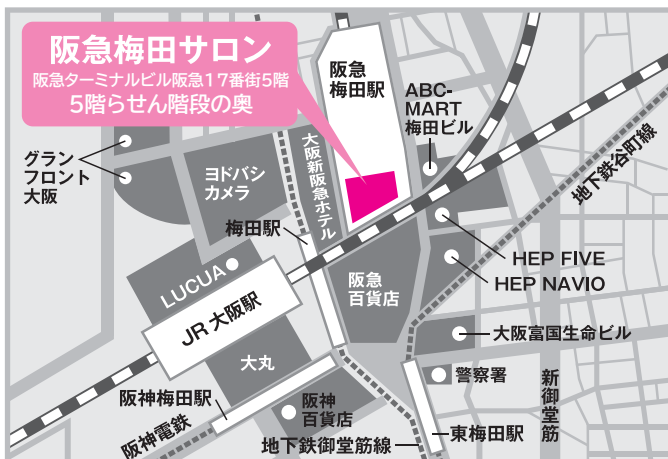 阪急梅田サロン
阪急ターミナルビル阪急17番街5階
5階らせん階段の奥
阪急
梅田駅
ABC-
MART
梅田ビル
グラン
フロント
大阪
ヨドバシ
カメラ
大阪新阪急ホテル
地下鉄谷町線
梅田駅
HEP FIVE
HEP NAVIO
LUCUA
阪急
百貨店
JR大阪駅
大阪富国生命ビル
大丸
警察署
新御堂筋
阪神梅田駅
阪神
百貨店
阪神電鉄
地下鉄御堂筋線
東梅田駅